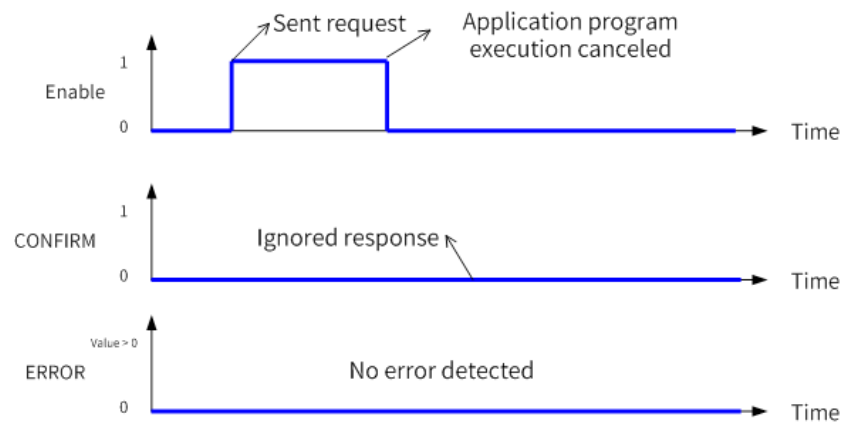 Sent request
Application program
execution canceled
1
Enable
0
Time
1
CONFIRM
Ignored response
0
Time
Value > 0
ERROR
No error detected
0
Time